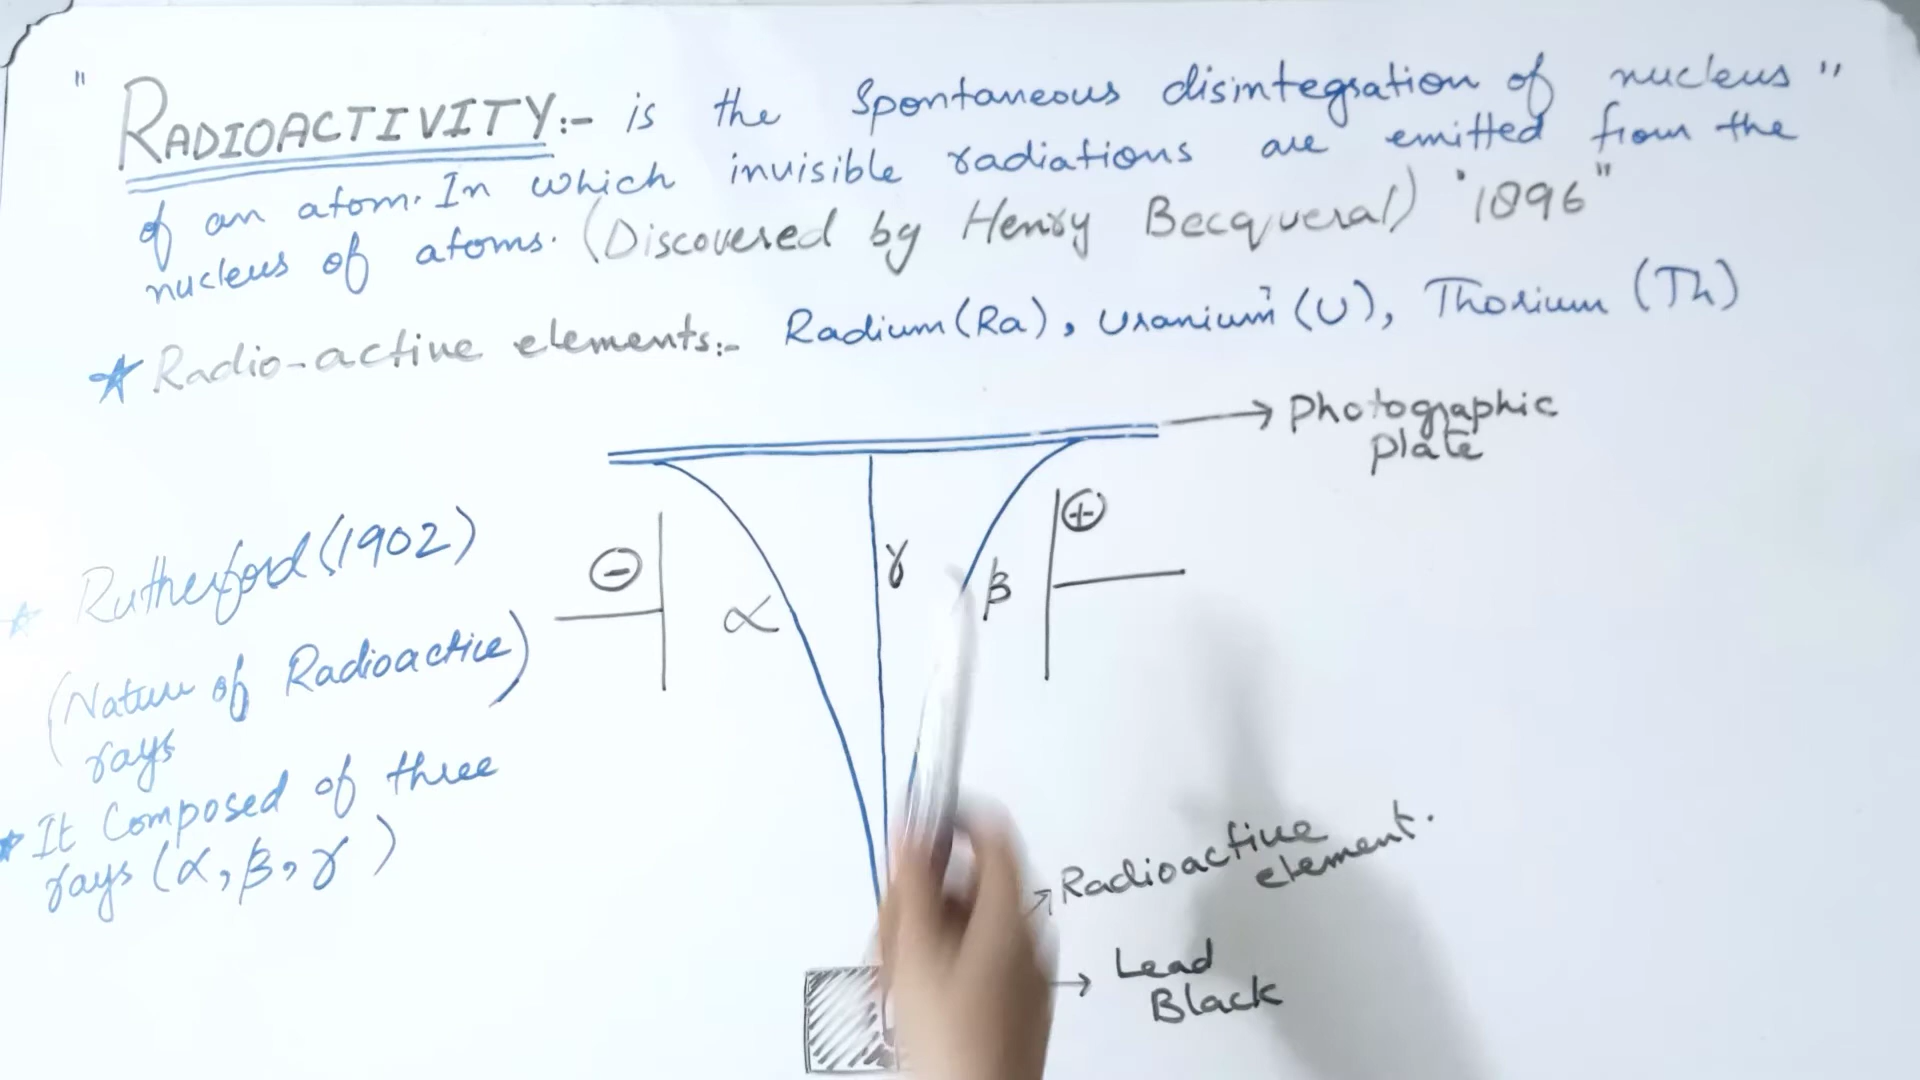 " RADIOACTIVITY:- is the Spontaneous disintegration of nucleus "
of an atom. In which invisible radiations are emitted from the
nucleus of atoms. (Discovered by Henry Becqueral) "1896"
Radio-active elements:- Radium (Ra), Uranium (U), Thorium (Th)
Photographic
plate
Rutherford (1902)
(Nature of Radioactice)
rays
It Composed of three
rays (α, β, γ)
⊖
α
γ
β
⊕
Radioactive
element.
Lead
Black